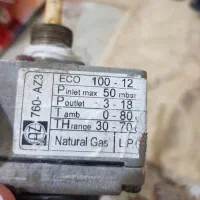 760-AZ3
ECO 100 - 12
P inlet max 50 mbar
P outlet 3 - 18
T amb 0 - 80
TH range 30 - 70
Natural Gas L.P.G